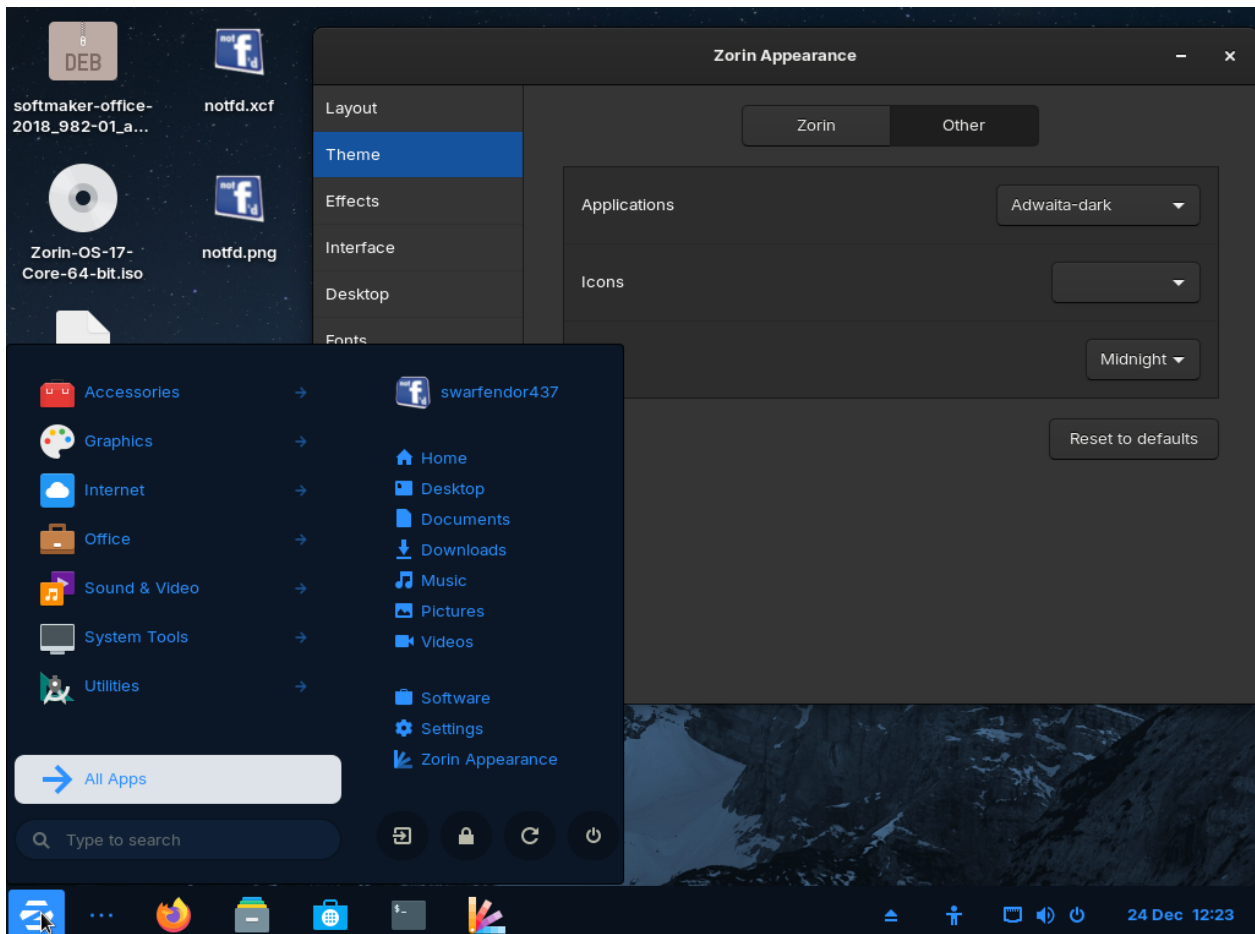 DEB
softmaker-office-
2018_982-01_a...
not
f
'd
notfd.xcf
Zorin-OS-17-
Core-64-bit.iso
not
f
'd
notfd.png
Zorin Appearance
Layout
Theme
Effects
Interface
Desktop
Fonts
Zorin
Other
Applications
Adwaita-dark
Icons
Midnight
Reset to defaults
Accessories
Graphics
Internet
Office
Sound & Video
System Tools
Utilities
All Apps
Type to search
not
f
'd
swarfendor437
Home
Desktop
Documents
Downloads
Music
Pictures
Videos
Software
Settings
Zorin Appearance
$_
24 Dec 12:23